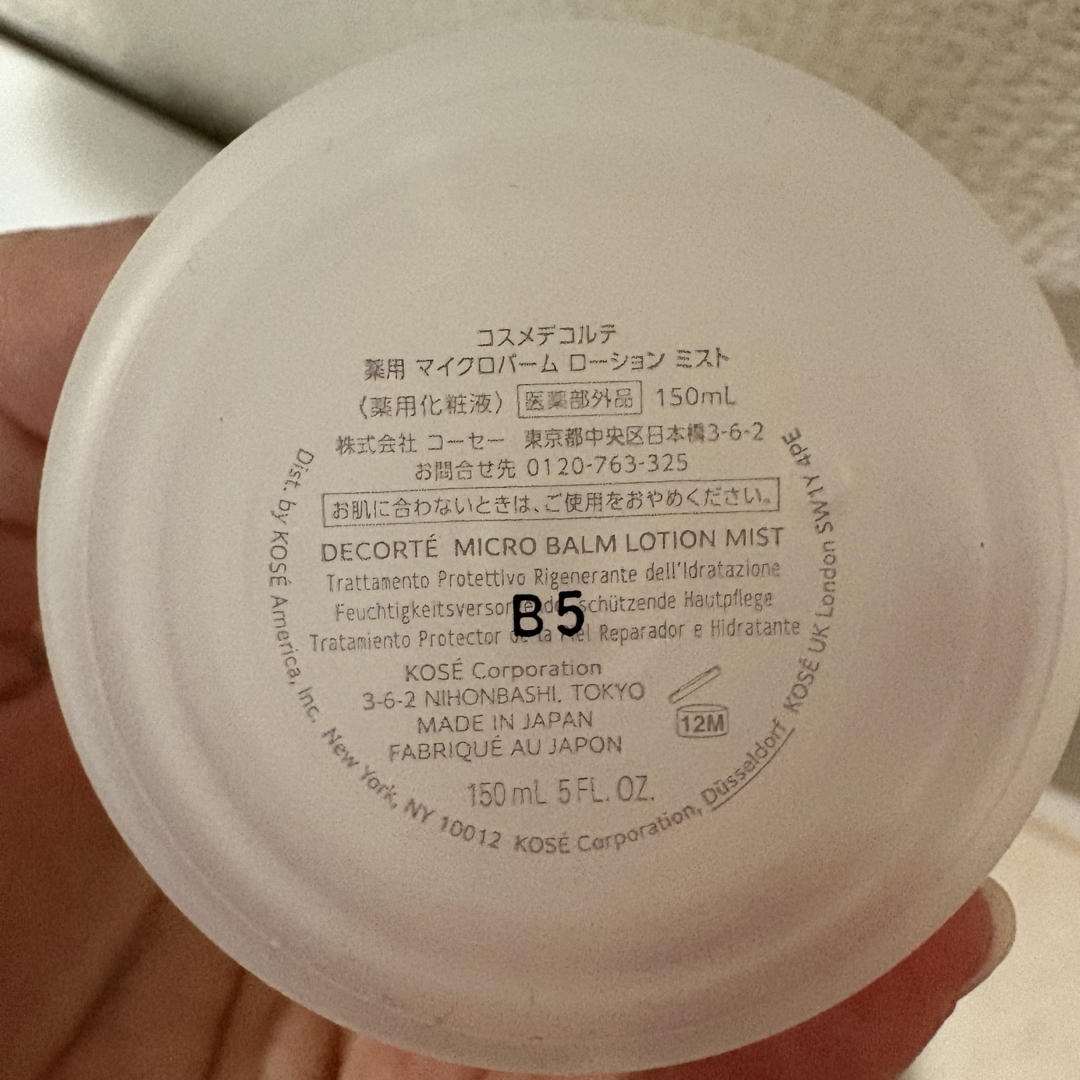 コスメデコルテ
薬用 マイクロバーム ローション ミスト
〈薬用化粧液〉 医薬部外品 150mL
株式会社 コーセー 東京都中央区日本橋3-6-2
お問合せ先 0120-763-325
お肌に合わないときは、ご使用をおやめください。
DECORTÉ MICRO BALM LOTION MIST
Trattamento Protettivo Rigenerante dell'Idratazione
schützende Hautpflege
Tratamiento Protector la Reparador e Hidratante
B5
KOSÉ Corporation
3-6-2 NIHONBASHI, TOKYO
MADE IN JAPAN
FABRIQUÉ AU JAPON
12M
150 mL 5 FL. OZ.
Dist. by KOSÉ America, Inc. New York, NY 10012 KOSÉ Corporation, Düsseldorf KOSÉ UK London SW1Y 4PE